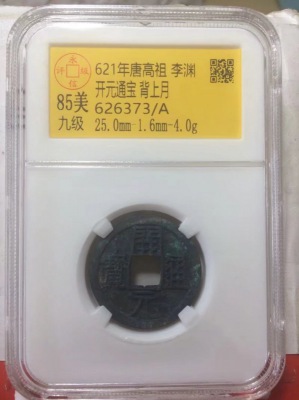 621年唐高祖 李渊
开元通宝 背上月
85美 626373/A
九级 25.0mm-1.6mm-4.0g
開元通寳